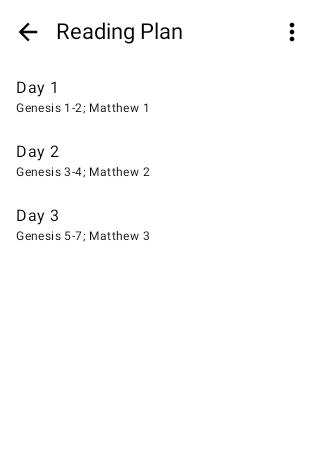 Reading Plan
Day 1
Genesis 1-2; Matthew 1
Day 2
Genesis 3-4; Matthew 2
Day 3
Genesis 5-7; Matthew 3